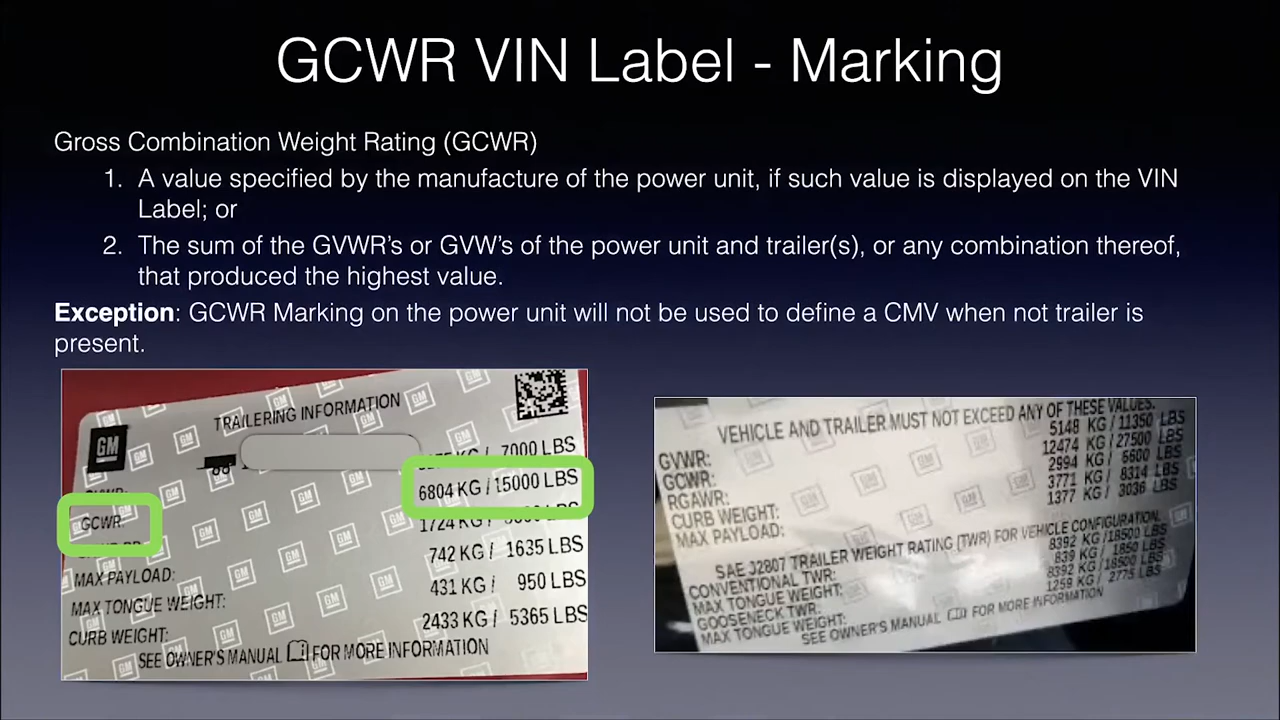 GCWR VIN Label - Marking
Gross Combination Weight Rating (GCWR)
1. A value specified by the manufacture of the power unit, if such value is displayed on the VIN
Label; or
2. The sum of the GVWR's or GVW's of the power unit and trailer(s), or any combination thereof,
that produced the highest value.
Exception: GCWR Marking on the power unit will not be used to define a CMV when not trailer is
present.
GM
TRAILERING INFORMATION
7000 LBS
GCWR: 6804 KG / 15000 LBS
1724 KG /
742 KG / 1635 LBS
MAX PAYLOAD: 431 KG / 950 LBS
MAX TONGUE WEIGHT: 2433 KG / 5365 LBS
CURB WEIGHT:
SEE OWNER'S MANUAL FOR MORE INFORMATION
VEHICLE AND TRAILER MUST NOT EXCEED ANY OF THESE VALUES.
GVWR: 5148 KG / 11350 LBS
GCWR: 12474 KG / 27500 LBS
RGAWR: 2994 KG / 6600 LBS
CURB WEIGHT: 3771 KG / 8314 LBS
MAX PAYLOAD: 1377 KG / 3036 LBS
SAE J2807 TRAILER WEIGHT RATING (TWR) FOR VEHICLE CONFIGURATION.
CONVENTIONAL TWR: 8392 KG / 18500 LBS
MAX TONGUE WEIGHT: 839 KG / 1850 LBS
GOOSENECK TWR: 8392 KG / 18500 LBS
MAX TONGUE WEIGHT: 1259 KG / 2775 LBS
SEE OWNER'S MANUAL FOR MORE INFORMATION